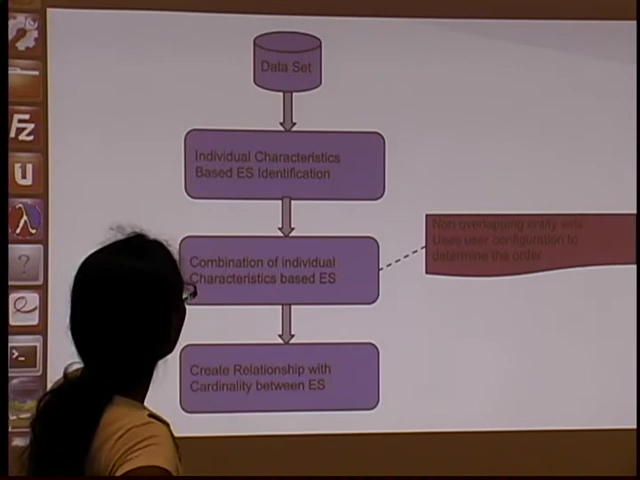 Data Set
Individual Characteristics
Based ES Identification
Combination of individual
Characteristics based ES
Non overlapping entity sets
Uses user configuration to
determine the order
Create Relationship with
Cardinality between ES
Fz
U
λ
?
>_